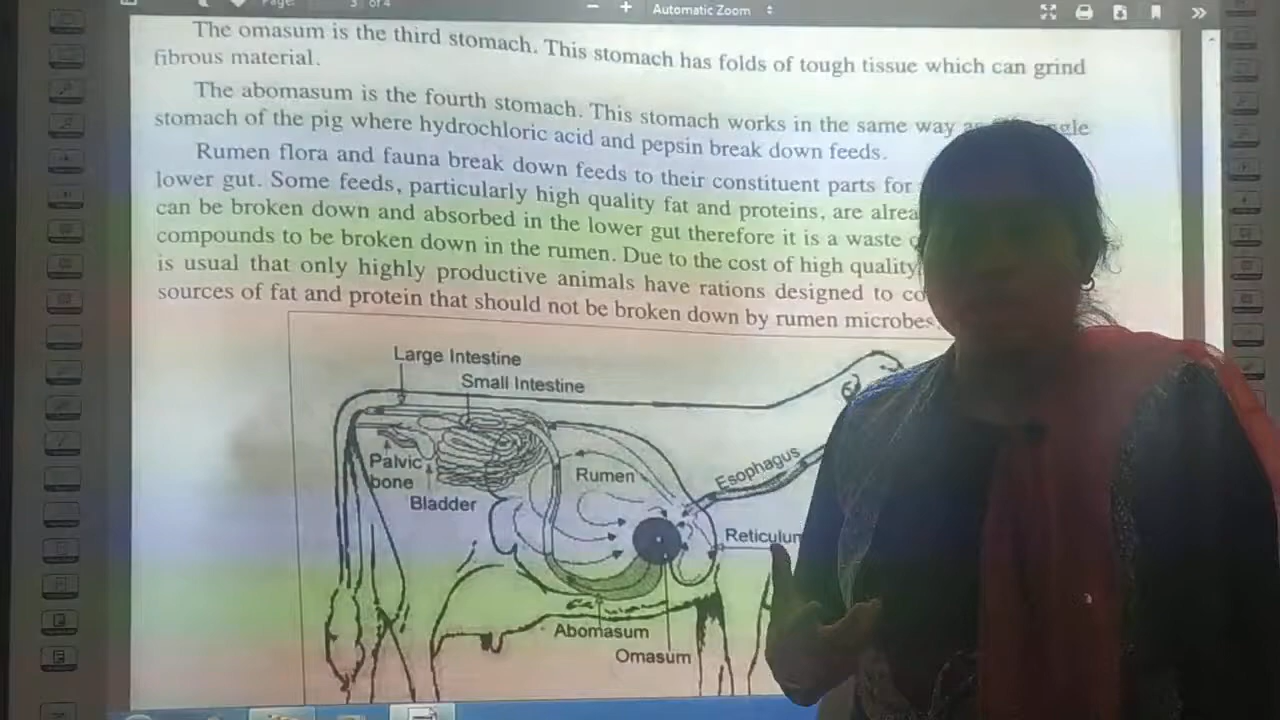 Page: 3 of 4
Automatic Zoom
The omasum is the third stomach. This stomach has folds of tough tissue which can grind
fibrous material.
The abomasum is the fourth stomach. This stomach works in the same way
stomach of the pig where hydrochloric acid and pepsin break down feeds.
Rumen flora and fauna break down feeds to their constituent parts for
lower gut. Some feeds, particularly high quality fat and proteins, are
can be broken down and absorbed in the lower gut therefore it is a waste
compounds to be broken down in the rumen. Due to the cost of high quality
is usual that only highly productive animals have rations designed to
sources of fat and protein that should not be broken down by rumen microbes.
Large Intestine
Small Intestine
Palvic
bone
Bladder
Rumen
Esophagus
Abomasum
Omasum